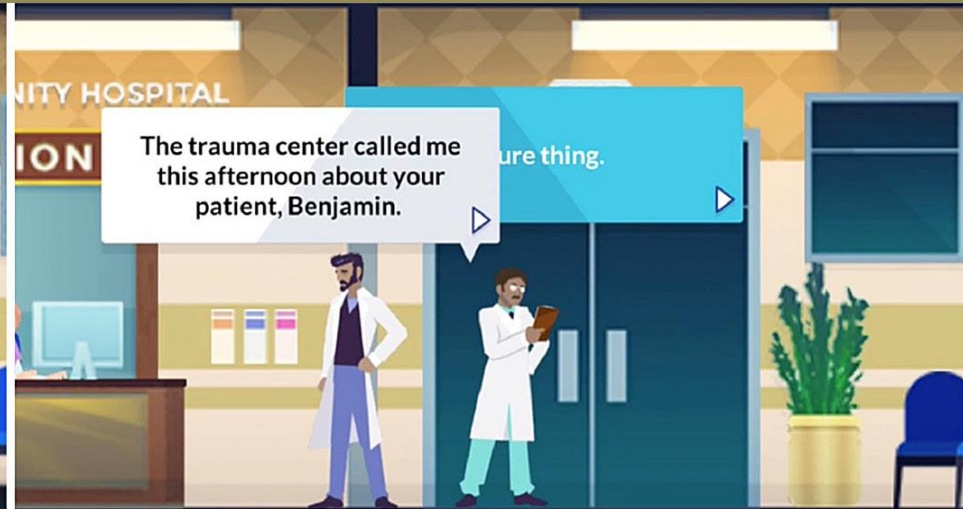 NITY HOSPITAL
ION
The trauma center called me
this afternoon about your
patient, Benjamin.
ure thing.